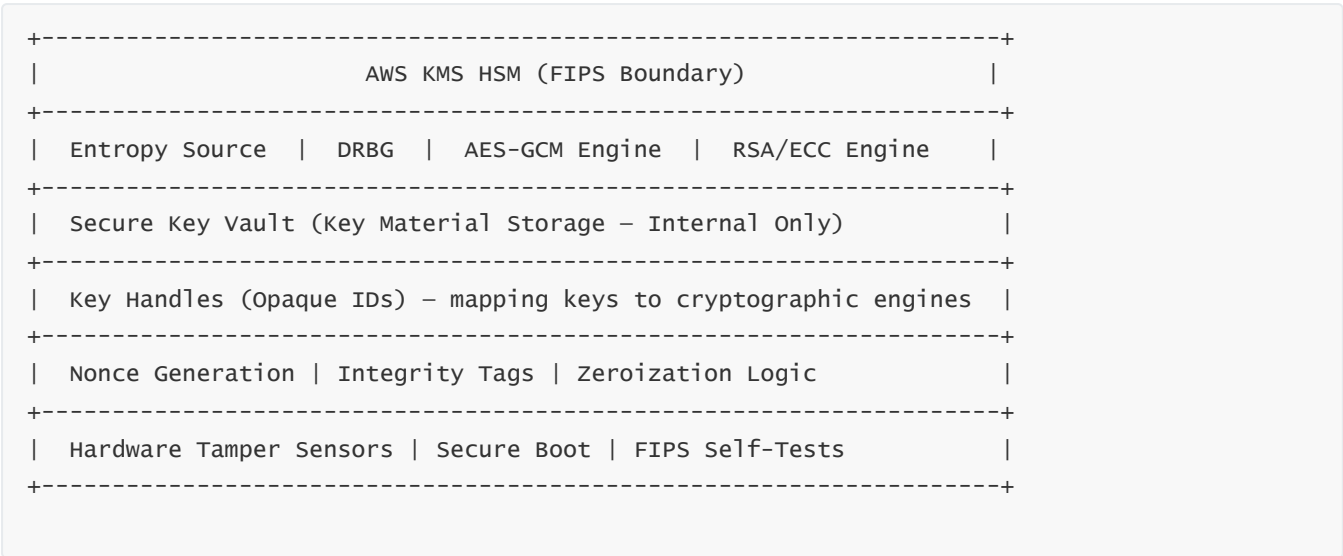 +--------------------------------------------------------------------+
|                        AWS KMS HSM (FIPS Boundary)                 |
+--------------------------------------------------------------------+
|  Entropy Source  |  DRBG  |  AES-GCM Engine  |  RSA/ECC Engine    |
+--------------------------------------------------------------------+
|  Secure Key Vault (Key Material Storage – Internal Only)           |
+--------------------------------------------------------------------+
|  Key Handles (Opaque IDs) – mapping keys to cryptographic engines  |
+--------------------------------------------------------------------+
|  Nonce Generation | Integrity Tags | Zeroization Logic             |
+--------------------------------------------------------------------+
|  Hardware Tamper Sensors | Secure Boot | FIPS Self-Tests           |
+--------------------------------------------------------------------+